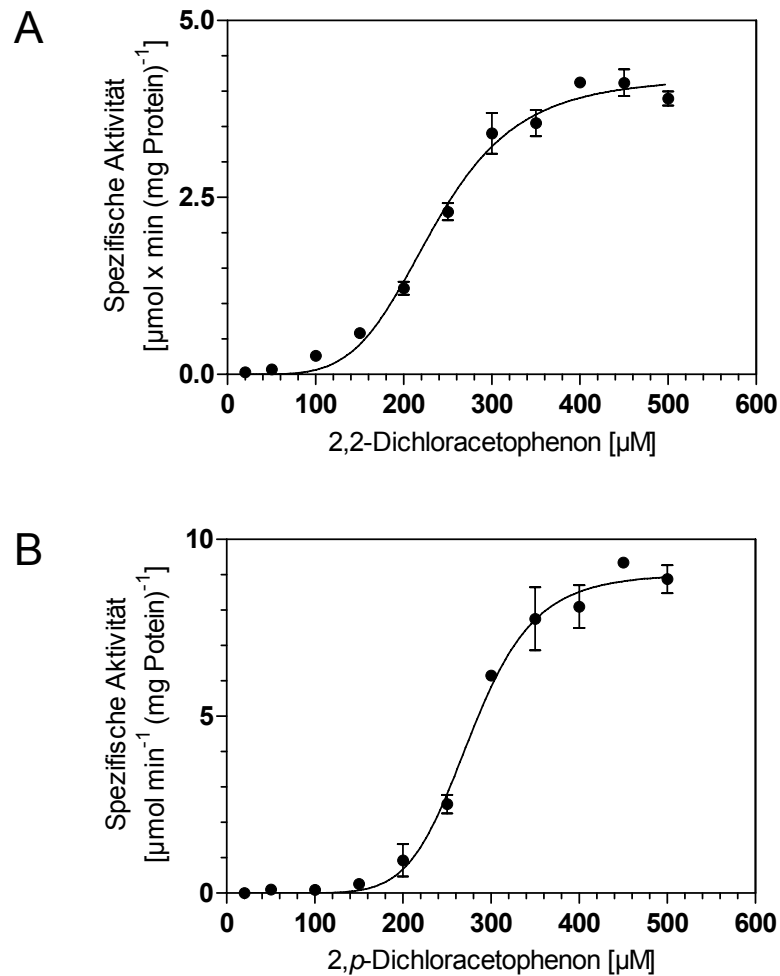 A
Spezifische Aktivität
[µmol x min (mg Protein)⁻¹]
5.0
2.5
0.0
0 100 200 300 400 500 600
2,2-Dichloracetophenon [µM]
B
Spezifische Aktivität
[µmol min⁻¹ (mg Potein)⁻¹]
10
5
0
0 100 200 300 400 500 600
2,p-Dichloracetophenon [µM]